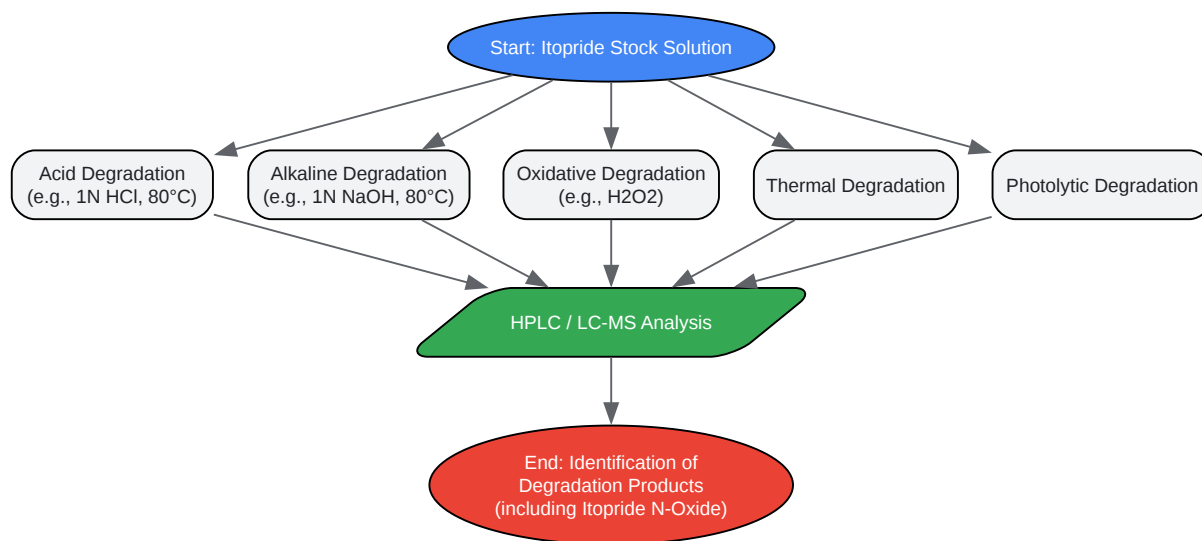 Start: Itopride Stock Solution
Acid Degradation
(e.g., 1N HCl, 80°C)
Alkaline Degradation
(e.g., 1N NaOH, 80°C)
Oxidative Degradation
(e.g., H2O2)
Thermal Degradation
Photolytic Degradation
HPLC / LC-MS Analysis
End: Identification of
Degradation Products
(including Itopride N-Oxide)